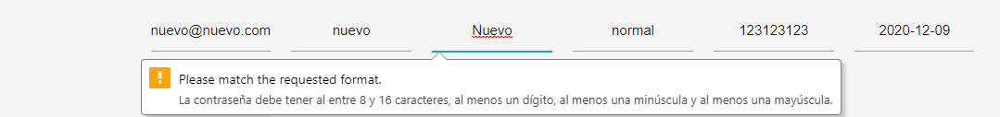 nuevo@nuevo.com nuevo Nuevo normal 123123123 2020-12-09
Please match the requested format.
La contraseña debe tener al entre 8 y 16 caracteres, al menos un dígito, al menos una minúscula y al menos una mayúscula.